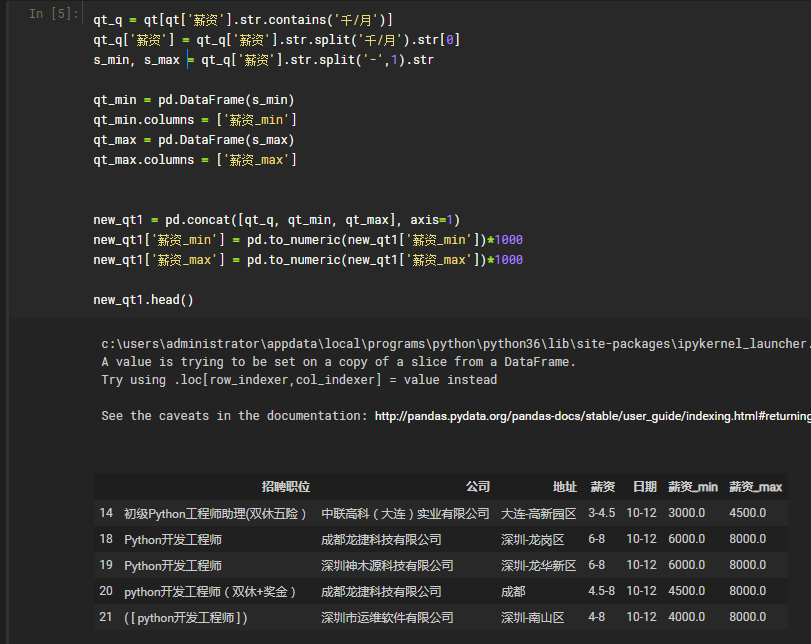 In [5]:
qt_q = qt[qt['薪资'].str.contains('千/月')]
qt_q['薪资'] = qt_q['薪资'].str.split('千/月').str[0]
s_min, s_max = qt_q['薪资'].str.split('-',1).str
qt_min = pd.DataFrame(s_min)
qt_min.columns = ['薪资_min']
qt_max = pd.DataFrame(s_max)
qt_max.columns = ['薪资_max']
new_qt1 = pd.concat([qt_q, qt_min, qt_max], axis=1)
new_qt1['薪资_min'] = pd.to_numeric(new_qt1['薪资_min'])*1000
new_qt1['薪资_max'] = pd.to_numeric(new_qt1['薪资_max'])*1000
new_qt1.head()
c:\users\administrator\appdata\local\programs\python\python36\lib\site-packages\ipykernel_launcher.
A value is trying to be set on a copy of a slice from a DataFrame.
Try using .loc[row_indexer,col_indexer] = value instead
See the caveats in the documentation: http://pandas.pydata.org/pandas-docs/stable/user_guide/indexing.html#returning
招聘职位 公司 地址 薪资 日期 薪资_min 薪资_max
14 初级Python工程师助理(双休五险） 中联高科（大连）实业有限公司 大连-高新园区 3-4.5 10-12 3000.0 4500.0
18 Python开发工程师 成都龙捷科技有限公司 深圳-龙岗区 6-8 10-12 6000.0 8000.0
19 Python开发工程师 深圳神木源科技有限公司 深圳-龙华新区 6-8 10-12 6000.0 8000.0
20 python开发工程师（双休+奖金） 成都龙捷科技有限公司 成都 4.5-8 10-12 4500.0 8000.0
21 ([python开发工程师]) 深圳市运维软件有限公司 深圳-南山区 4-8 10-12 4000.0 8000.0